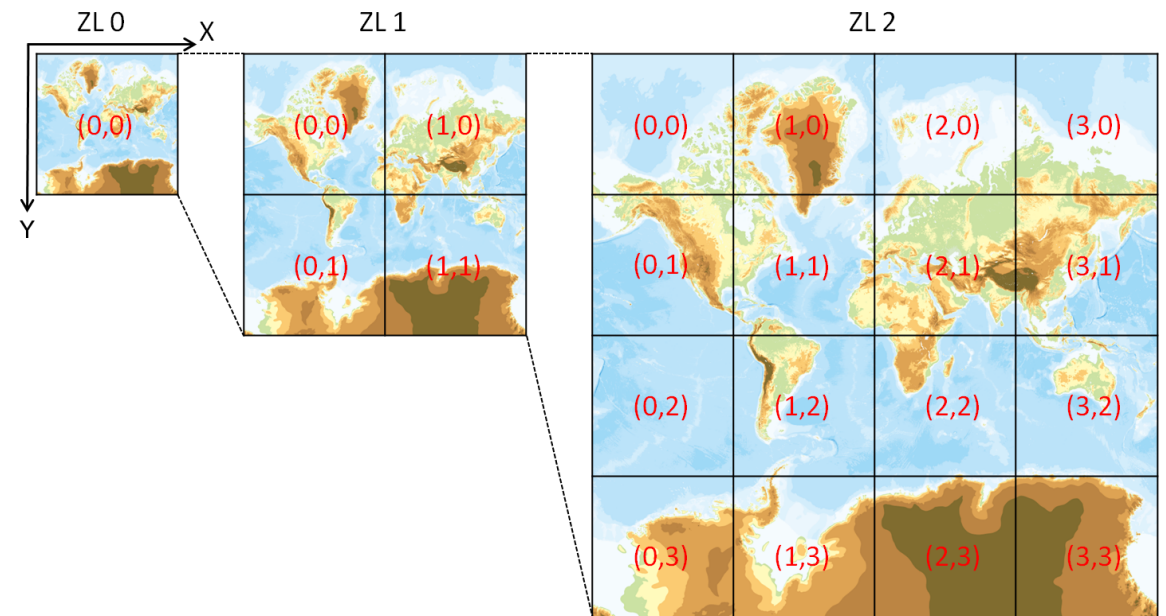 ZL 0
ZL 1
ZL 2
X
Y
(0,0)
(0,0) (1,0)
(0,1) (1,1)
(0,0) (1,0) (2,0) (3,0)
(0,1) (1,1) (2,1) (3,1)
(0,2) (1,2) (2,2) (3,2)
(0,3) (1,3) (2,3) (3,3)